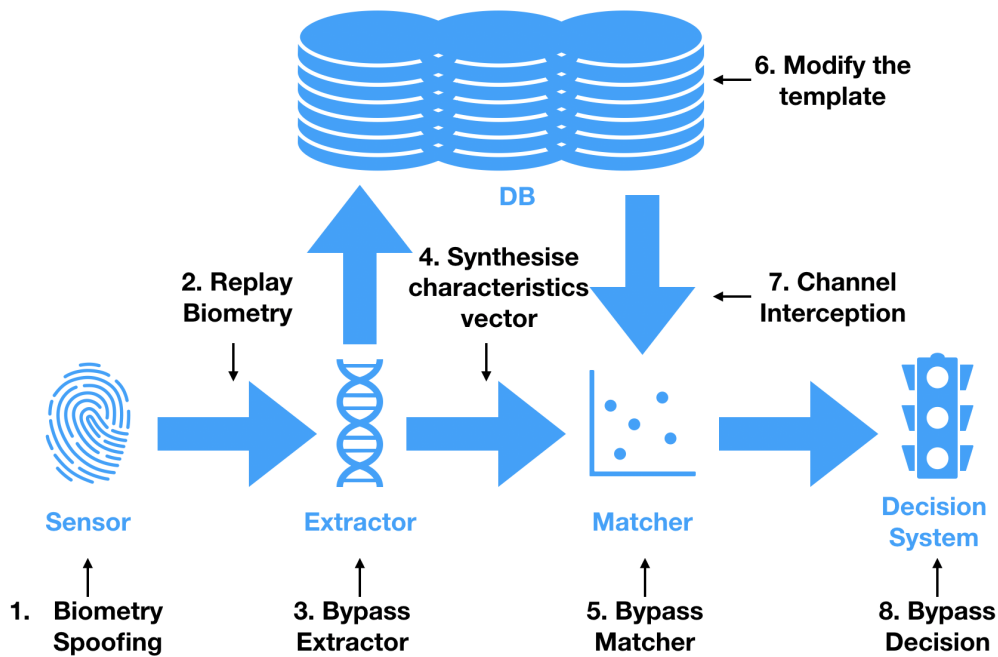 6. Modify the
template
DB
4. Synthesise
characteristics
vector
2. Replay
Biometry
7. Channel
Interception
Sensor
Extractor
Matcher
Decision
System
1. Biometry
Spoofing
3. Bypass
Extractor
5. Bypass
Matcher
8. Bypass
Decision